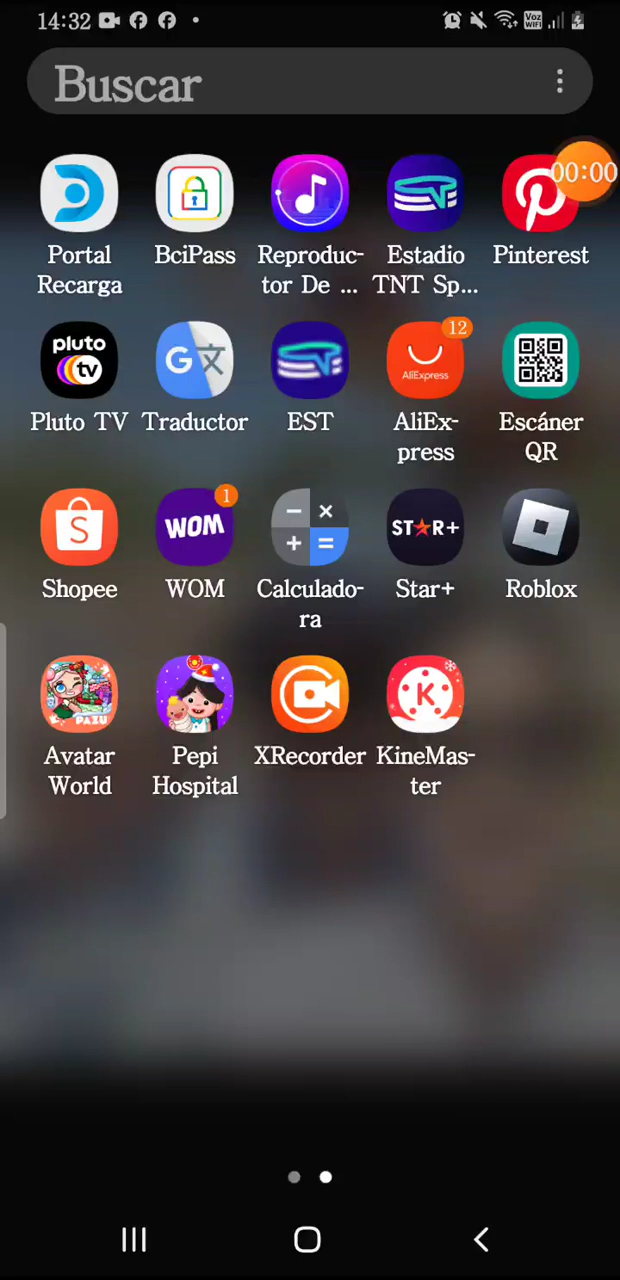 14:32
Voz
WiFi
Buscar
00:00
Portal
Recarga
BciPass
Reproduc-
tor De ...
Estadio
TNT Sp...
Pinterest
pluto
tv
Pluto TV
G
Traductor
EST
12
AliExpress
AliEx-
press
Escáner
QR
S
Shopee
1
WOM
WOM
− ×
+ =
Calculado-
ra
ST★R+
Star+
Roblox
PAZU
Avatar
World
Pepi
Hospital
XRecorder
K
KineMas-
ter